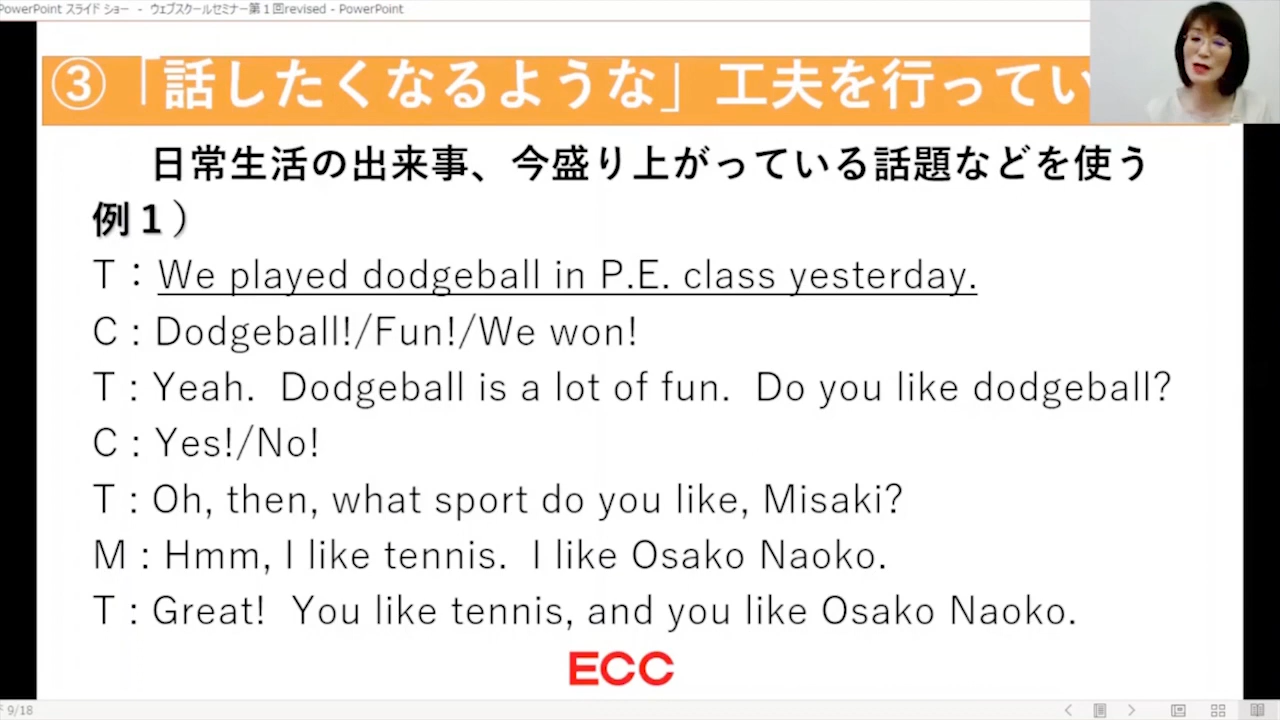 PowerPoint スライド ショー - ウェブスクールセミナー第１回revised - PowerPoint
③「話したくなるような」工夫を行ってい
日常生活の出来事、今盛り上がっている話題などを使う
例１）
T：We played dodgeball in P.E. class yesterday.
C : Dodgeball!/Fun!/We won!
T : Yeah. Dodgeball is a lot of fun. Do you like dodgeball?
C : Yes!/No!
T : Oh, then, what sport do you like, Misaki?
M : Hmm, I like tennis. I like Osako Naoko.
T : Great! You like tennis, and you like Osako Naoko.
ECC
9/18